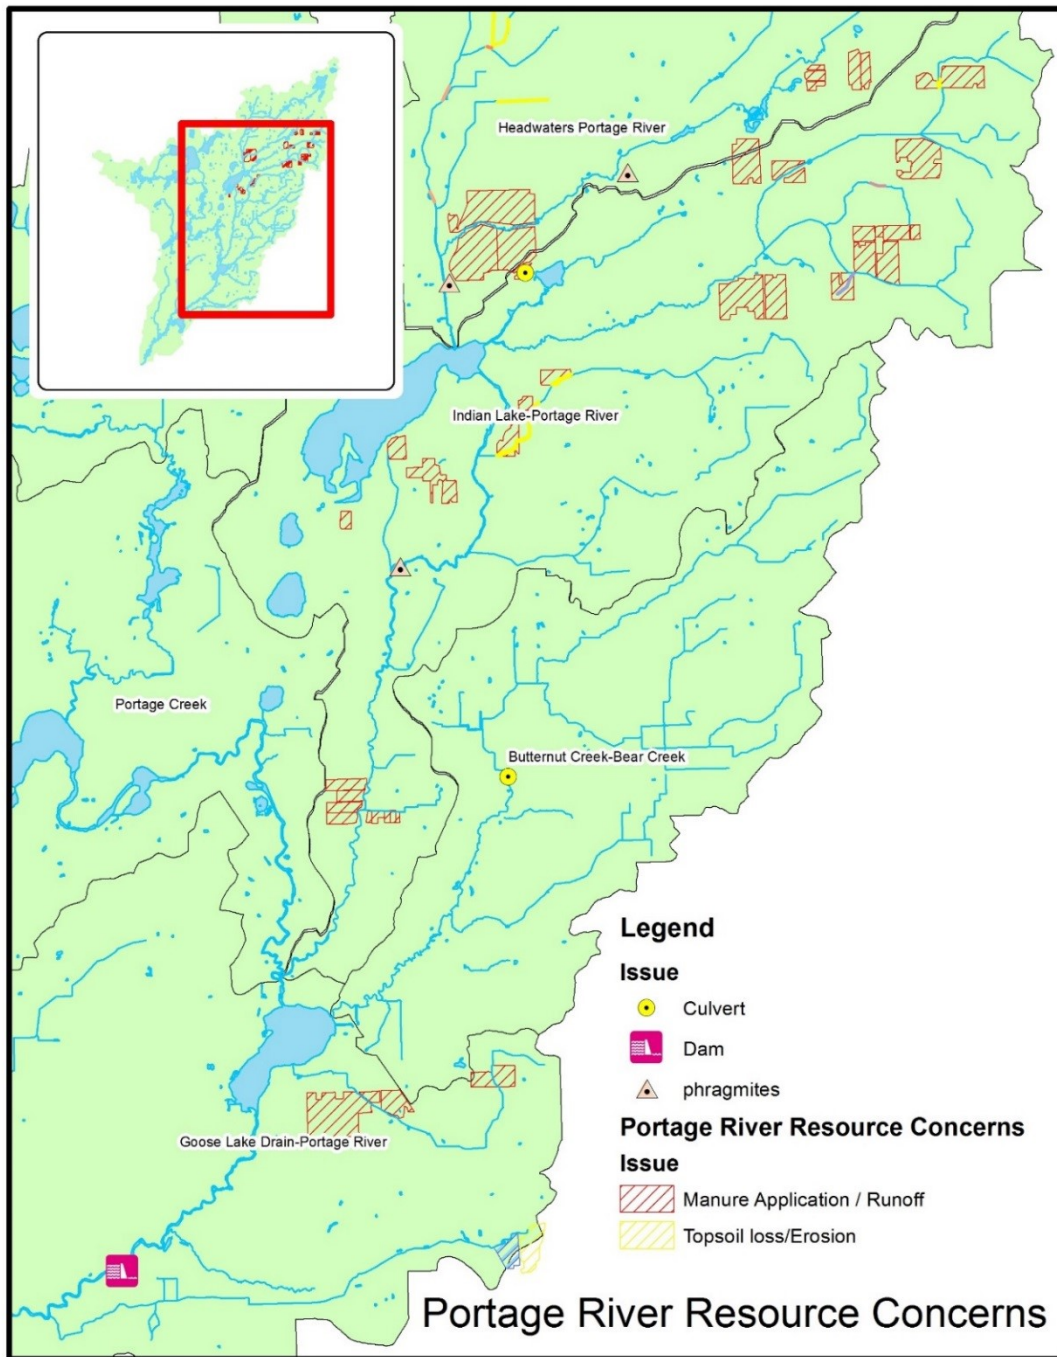 Headwaters Portage River
Indian Lake-Portage River
Portage Creek
Butternut Creek-Bear Creek
Goose Lake Drain-Portage River
Legend
Issue
Culvert
Dam
phragmites
Portage River Resource Concerns
Issue
Manure Application / Runoff
Topsoil loss/Erosion
Portage River Resource Concerns